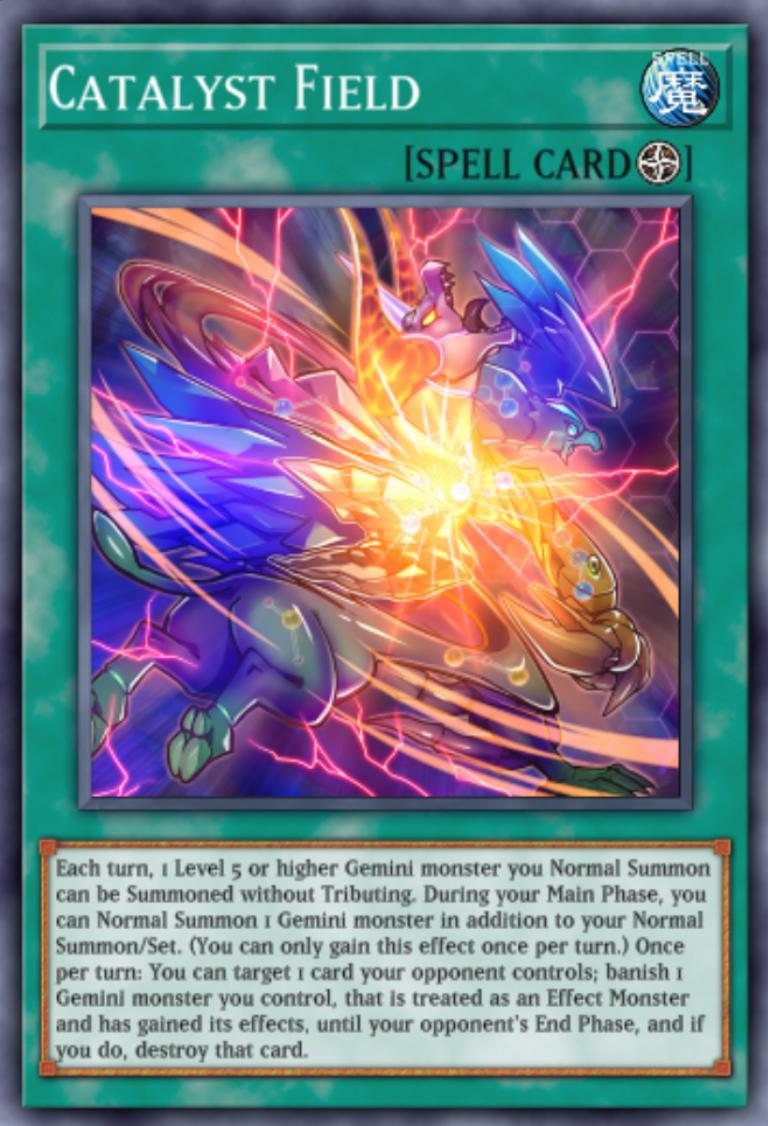 Catalyst Field
SPELL
魔
[SPELL CARD]
Each turn, 1 Level 5 or higher Gemini monster you Normal Summon
can be Summoned without Tributing. During your Main Phase, you
can Normal Summon 1 Gemini monster in addition to your Normal
Summon/Set. (You can only gain this effect once per turn.) Once
per turn: You can target 1 card your opponent controls; banish 1
Gemini monster you control, that is treated as an Effect Monster
and has gained its effects, until your opponent's End Phase, and if
you do, destroy that card.